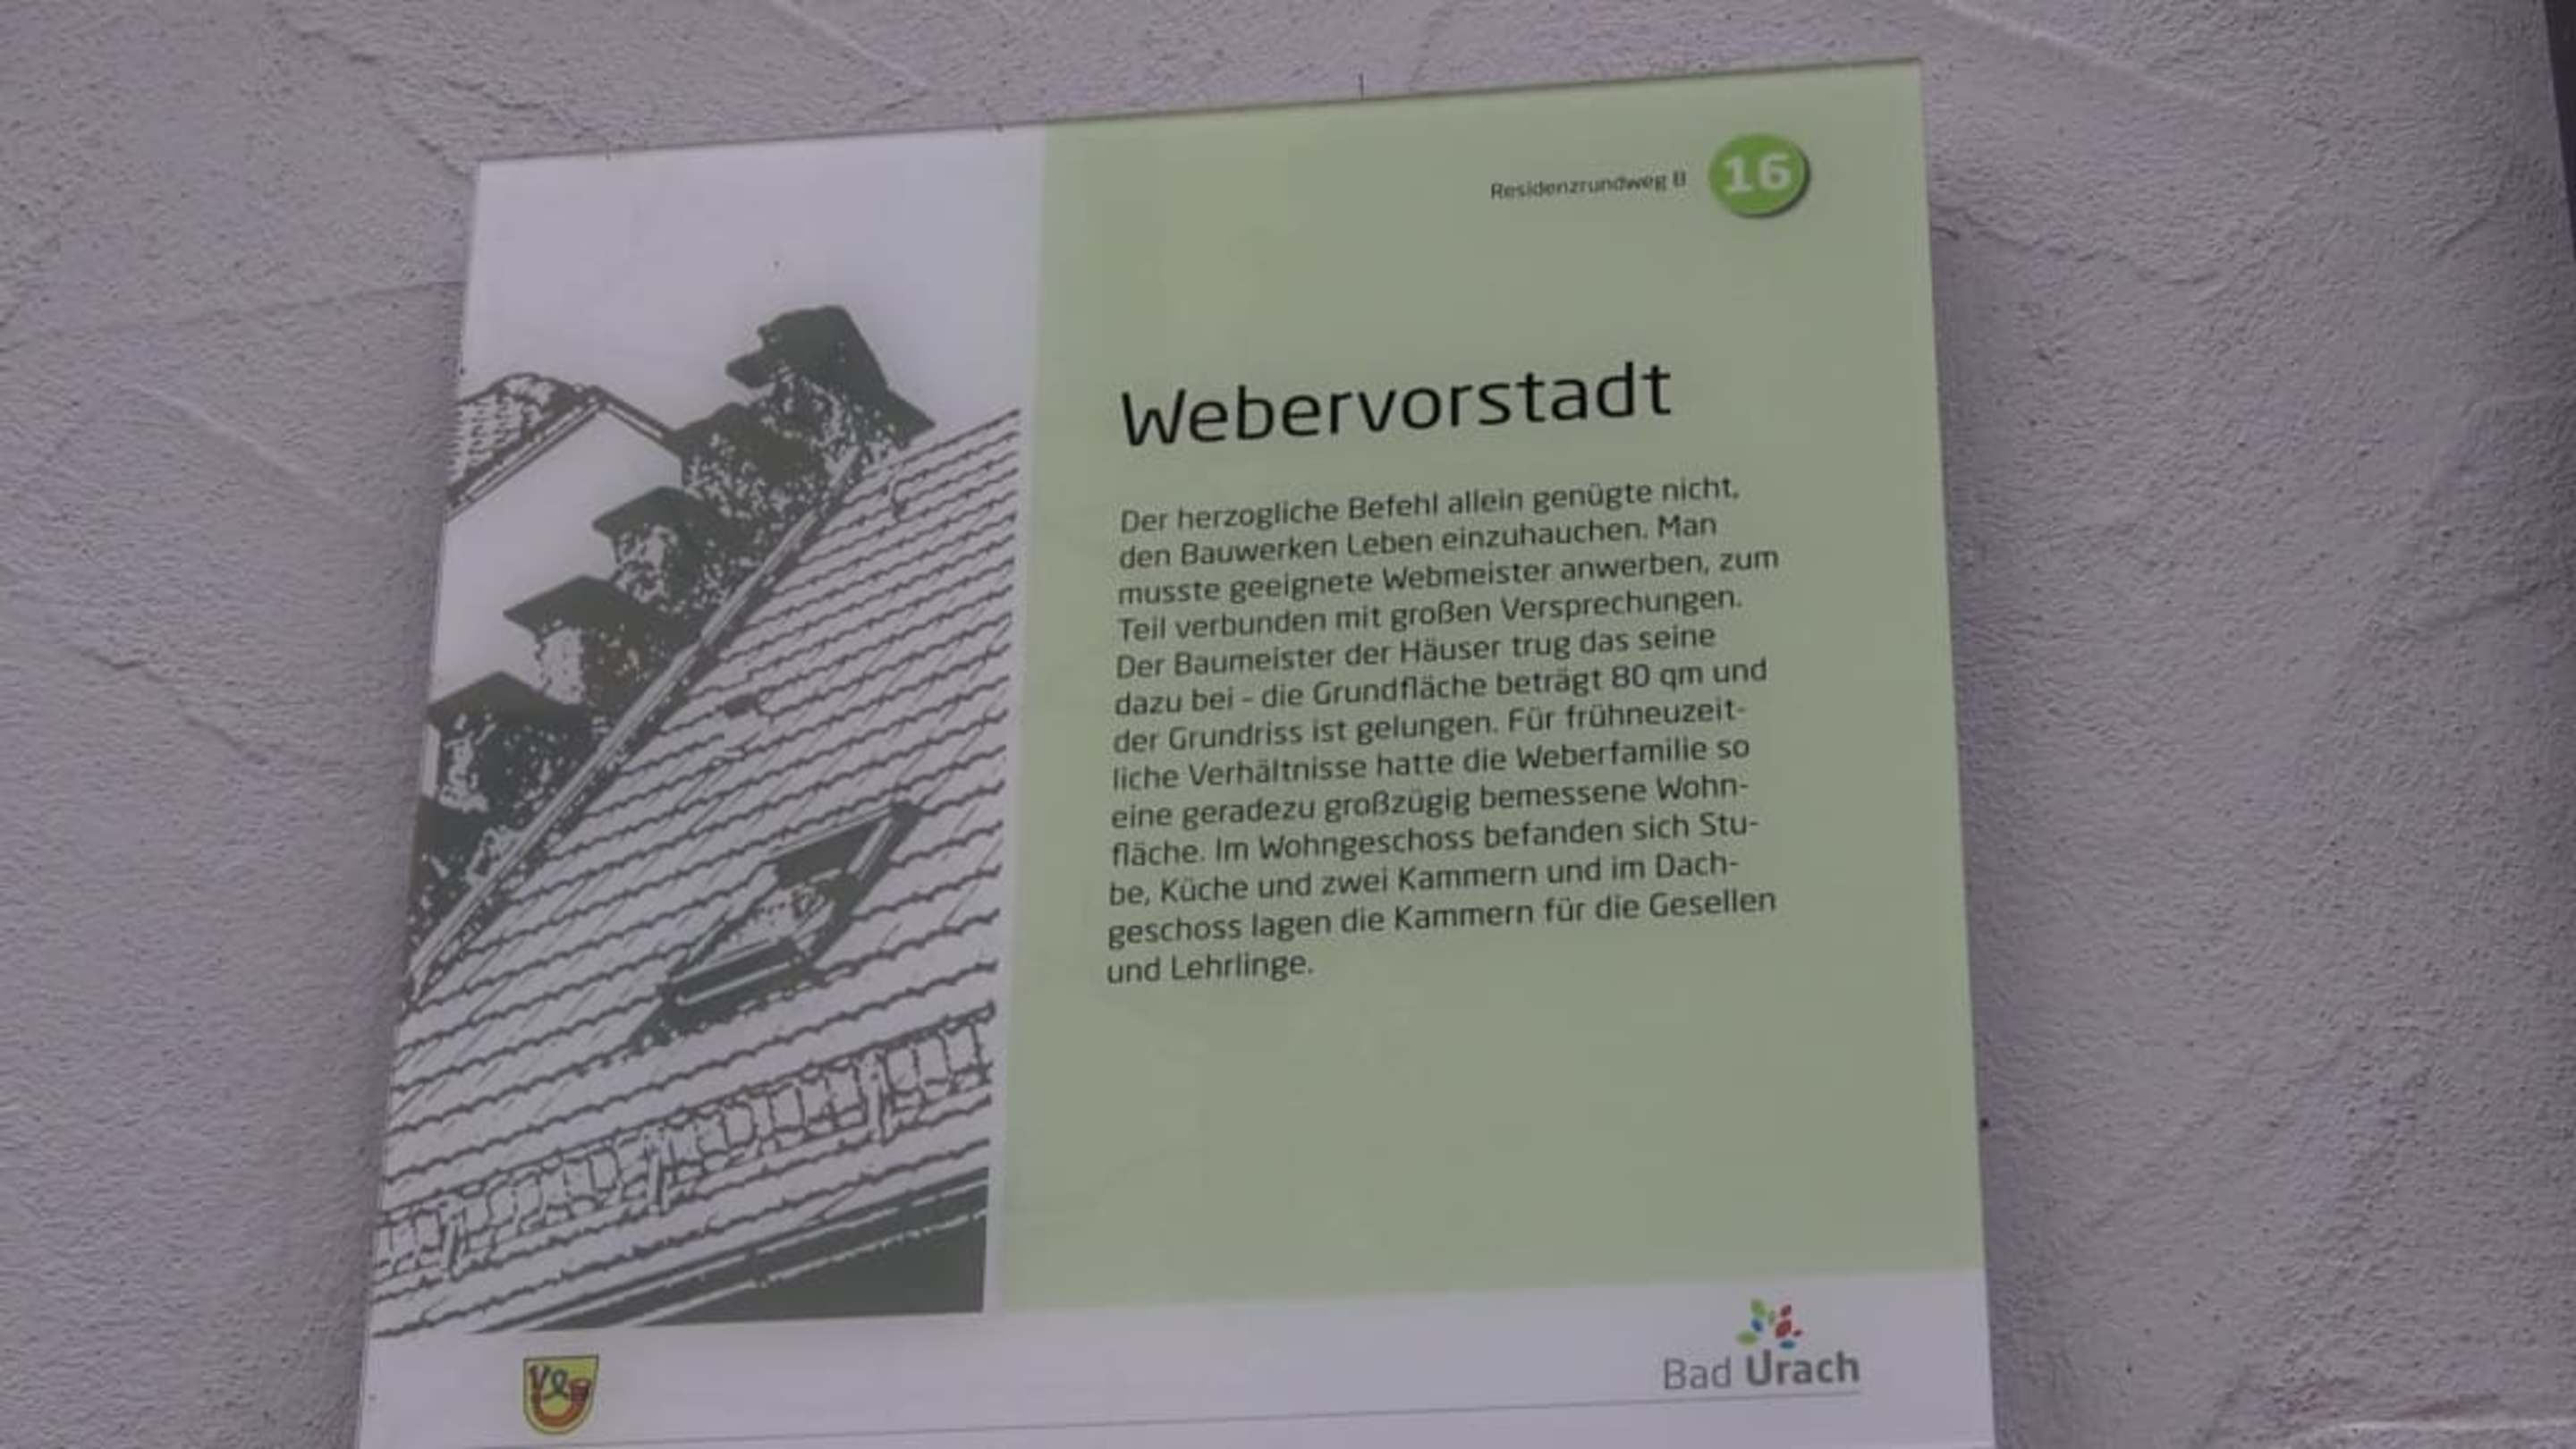 Residenzrundweg B 16
Webervorstadt
Der herzogliche Befehl allein genügte nicht,
den Bauwerken Leben einzuhauchen. Man
musste geeignete Webmeister anwerben, zum
Teil verbunden mit großen Versprechungen.
Der Baumeister der Häuser trug das seine
dazu bei – die Grundfläche beträgt 80 qm und
der Grundriss ist gelungen. Für frühneuzeit-
liche Verhältnisse hatte die Weberfamilie so
eine geradezu großzügig bemessene Wohn-
fläche. Im Wohngeschoss befanden sich Stu-
be, Küche und zwei Kammern und im Dach-
geschoss lagen die Kammern für die Gesellen
und Lehrlinge.
Bad Urach